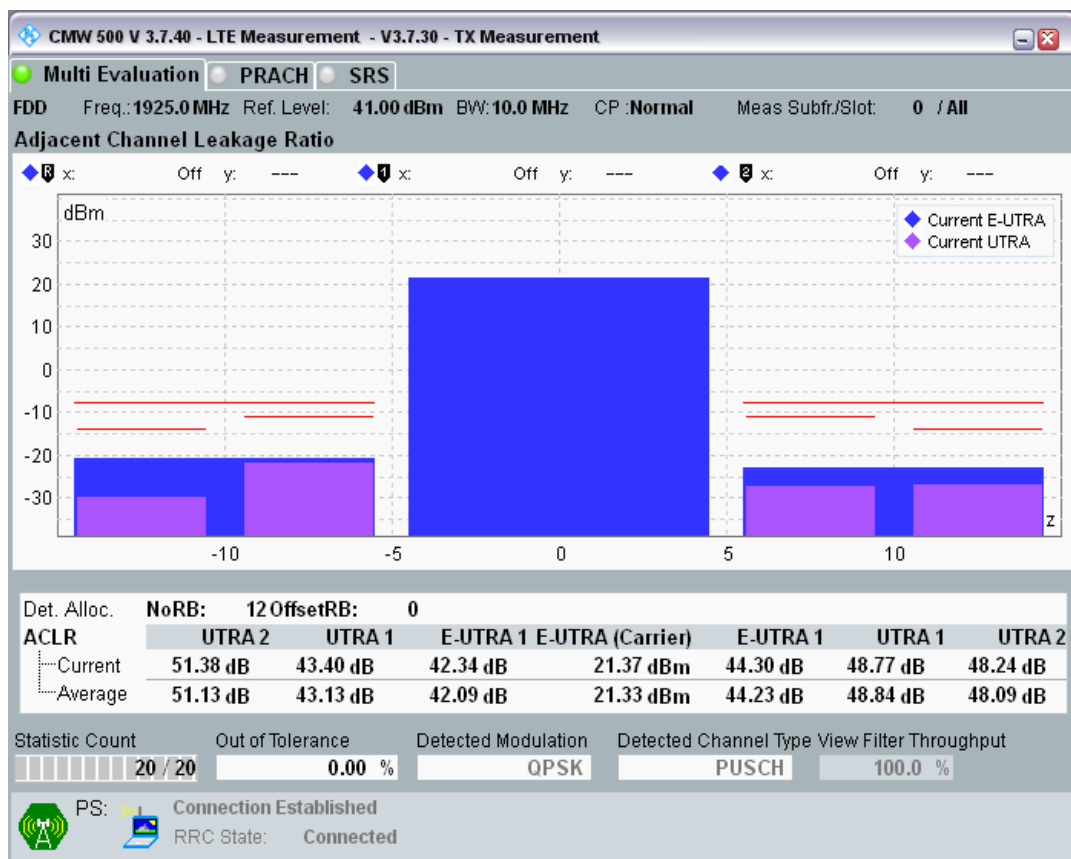 CMW 500 V 3.7.40 - LTE Measurement - V3.7.30 - TX Measurement
Multi Evaluation PRACH SRS
FDD Freq.: 1925.0 MHz Ref. Level: 41.00 dBm BW: 10.0 MHz CP :Normal Meas Subfr./Slot: 0 / All
Adjacent Channel Leakage Ratio
R x: Off y: --- 1 x: Off y: --- 2 x: Off y: ---
dBm
Current E-UTRA
Current UTRA
30
20
10
0
-10
-20
-30
z
-10 -5 0 5 10
Det. Alloc. NoRB: 12 OffsetRB: 0
ACLR UTRA 2 UTRA 1 E-UTRA 1 E-UTRA (Carrier) E-UTRA 1 UTRA 1 UTRA 2
Current 51.38 dB 43.40 dB 42.34 dB 21.37 dBm 44.30 dB 48.77 dB 48.24 dB
Average 51.13 dB 43.13 dB 42.09 dB 21.33 dBm 44.23 dB 48.84 dB 48.09 dB
Statistic Count Out of Tolerance Detected Modulation Detected Channel Type View Filter Throughput
20 / 20 0.00 % QPSK PUSCH 100.0 %
PS: Connection Established
RRC State: Connected